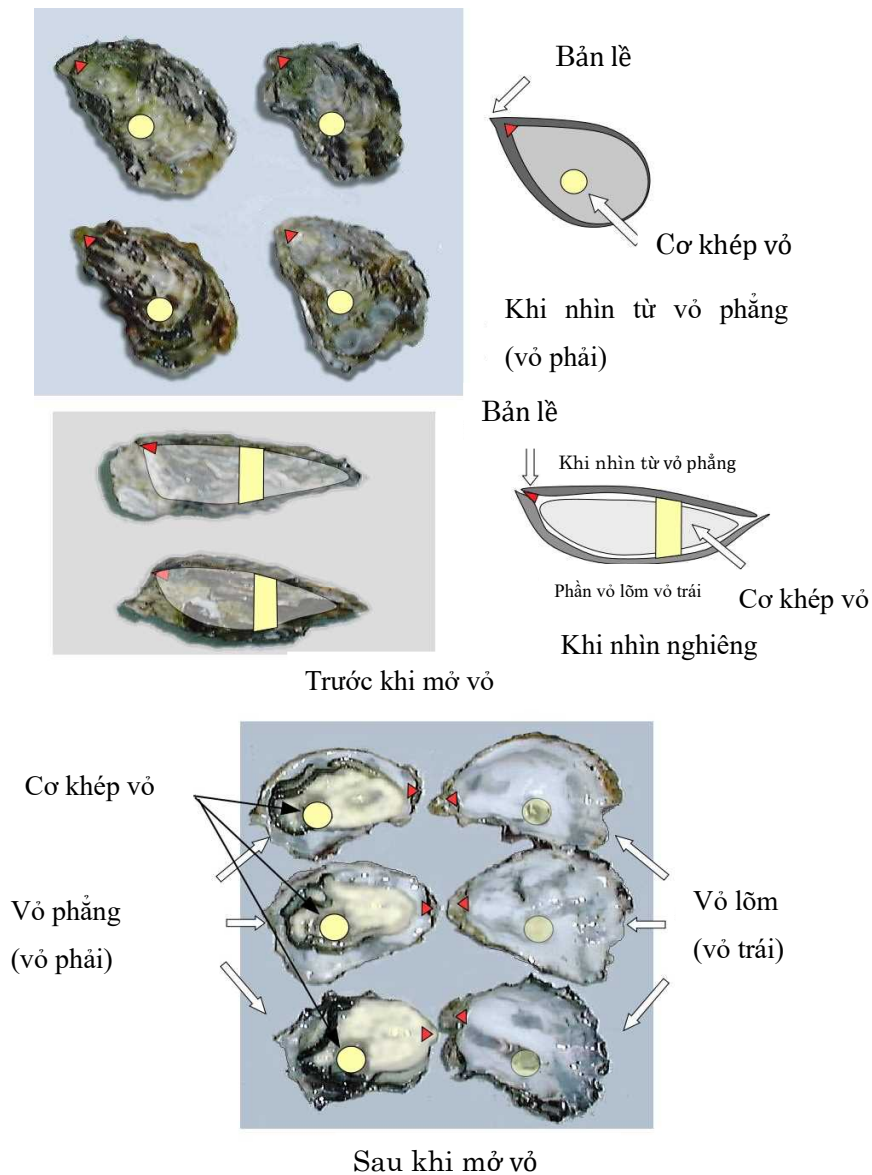 Bản lề
Cơ khép vỏ
Khi nhìn từ vỏ phẳng
(vỏ phải)
Bản lề
Khi nhìn từ vỏ phẳng
Phần vỏ lõm vỏ trái
Cơ khép vỏ
Khi nhìn nghiêng
Trước khi mở vỏ
Cơ khép vỏ
Vỏ phẳng
(vỏ phải)
Vỏ lõm
(vỏ trái)
Sau khi mở vỏ